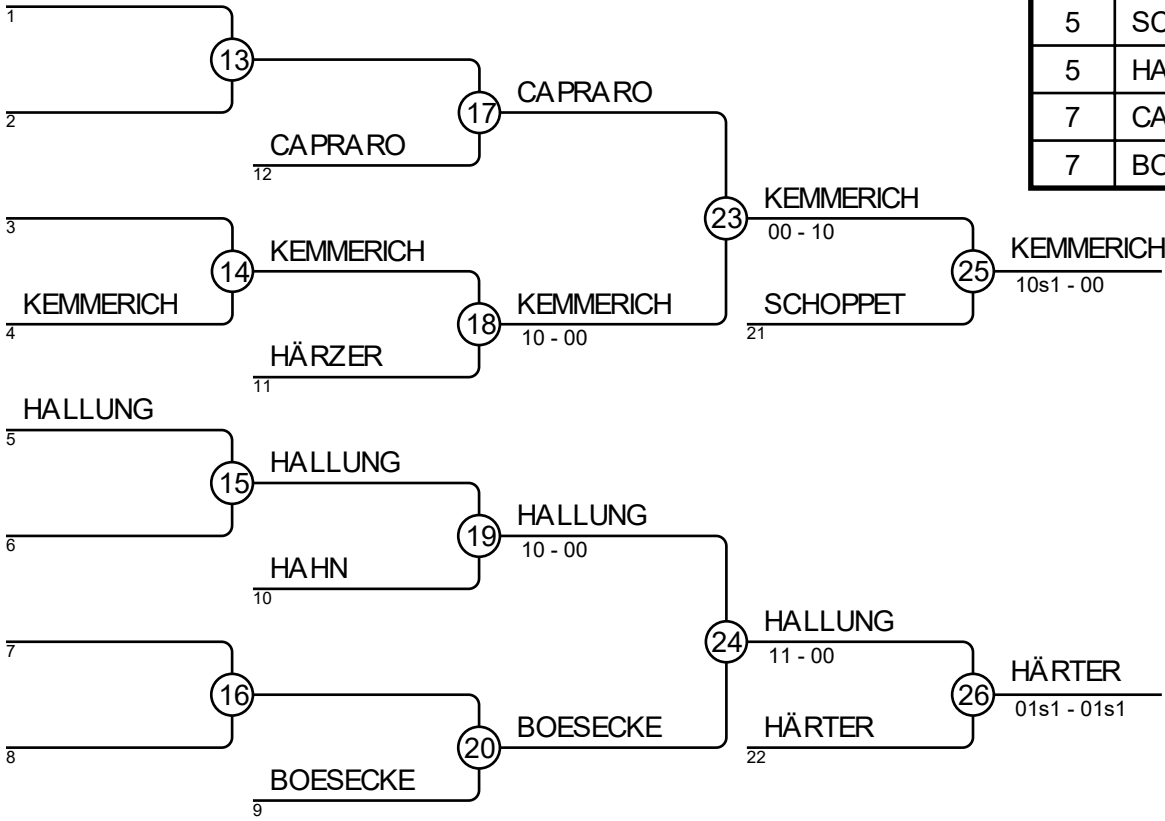 1
13
2
CAPRARO
12
17
CAPRARO
3
14
KEMMERICH
KEMMERICH
4
HÄRZER
11
18
KEMMERICH
10 - 00
23
KEMMERICH
00 - 10
SCHOPPET
21
25
KEMMERICH
10s1 - 00
HALLUNG
5
15
HALLUNG
6
HAHN
10
19
HALLUNG
10 - 00
7
16
8
BOESECKE
9
20
BOESECKE
24
HALLUNG
11 - 00
HÄRTER
22
26
HÄRTER
01s1 - 01s1
5 SC
5 HA
7 CA
7 BO